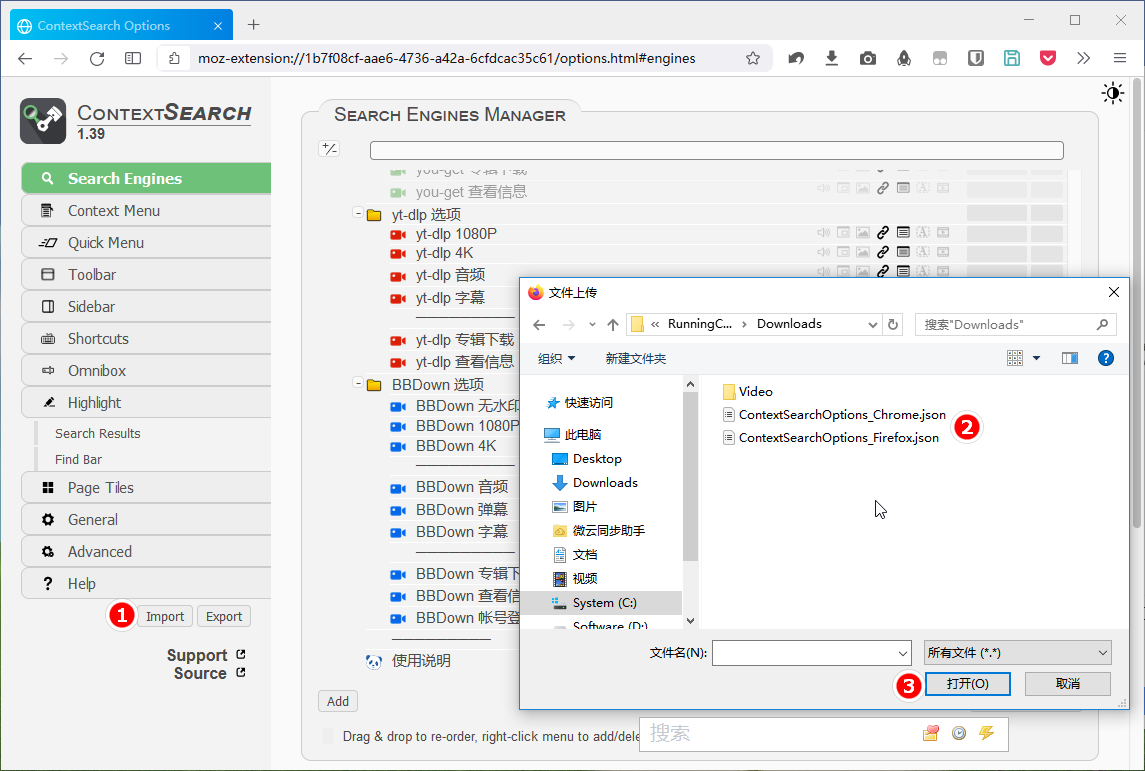 ContextSearch Options
moz-extension://1b7f08cf-aae6-4736-a42a-6cfdcac35c61/options.html#engines
CONTEXTSEARCH
1.39
Search Engines
Context Menu
Quick Menu
Toolbar
Sidebar
Shortcuts
Omnibox
Highlight
Search Results
Find Bar
Page Tiles
General
Advanced
Help
1
Import
Export
Support
Source
SEARCH ENGINES MANAGER
+/-
you-get 专辑下载
you-get 查看信息
yt-dlp 选项
yt-dlp 1080P
yt-dlp 4K
yt-dlp 音频
yt-dlp 字幕
yt-dlp 专辑下载
yt-dlp 查看信息
BBDown 选项
BBDown 无水印
BBDown 1080P
BBDown 4K
BBDown 音频
BBDown 弹幕
BBDown 字幕
BBDown 专辑下
BBDown 查看信
BBDown 帐号登
使用说明
Add
Drag & drop to re-order, right-click menu to add/dele
搜索
文件上传
« RunningC... › Downloads
搜索"Downloads"
组织
新建文件夹
?
快速访问
此电脑
Desktop
Downloads
图片
微云同步助手
文档
视频
System (C:)
Software (D:)
Video
ContextSearchOptions_Chrome.json
ContextSearchOptions_Firefox.json
2
文件名(N):
所有文件 (*.*)
3
打开(O)
取消